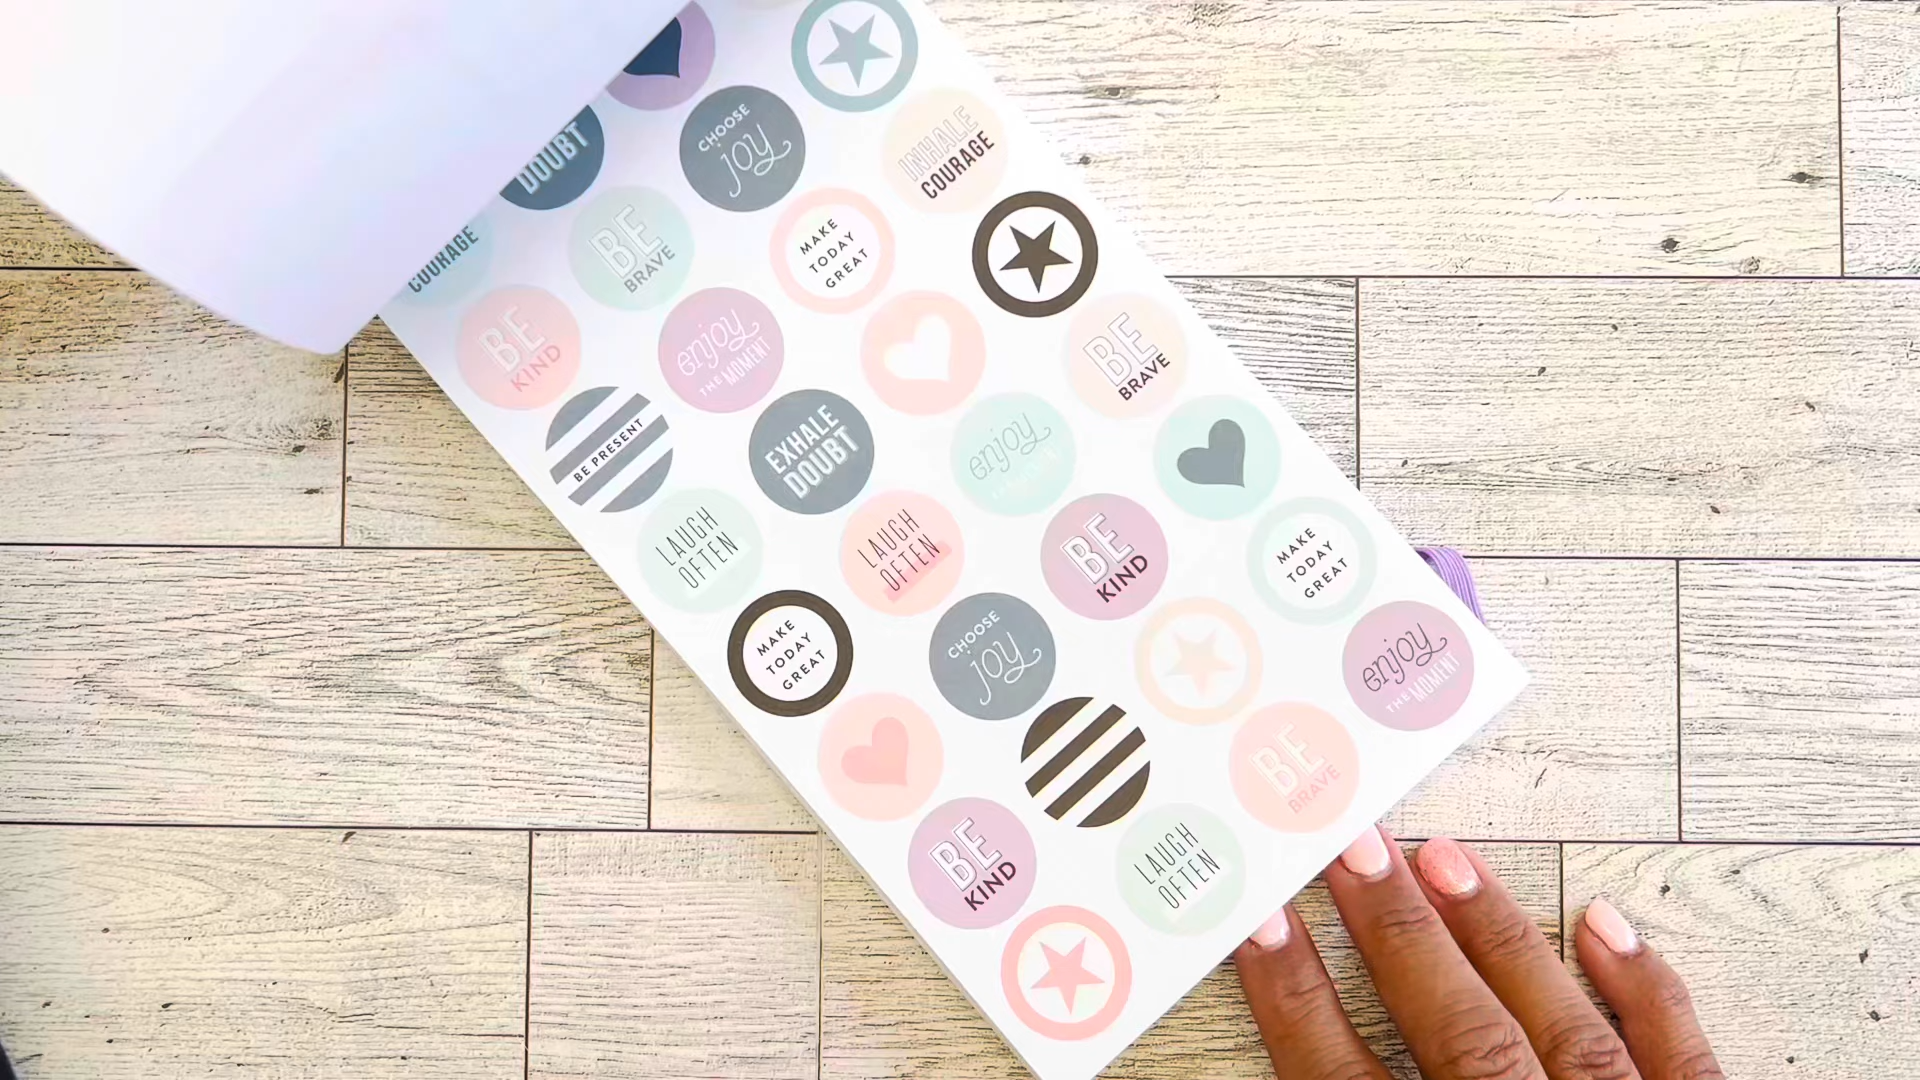 DOUBT
CHOOSE
joy
INHALE
COURAGE
COURAGE
BE
BRAVE
MAKE
TODAY
GREAT
BE
KIND
enjoy
THE MOMENT
BE
BRAVE
BE PRESENT
EXHALE
DOUBT
enjoy
LAUGH
OFTEN
LAUGH
OFTEN
BE
KIND
MAKE
TODAY
GREAT
MAKE
TODAY
GREAT
CHOOSE
joy
enjoy
THE MOMENT
BE
BRAVE
BE
KIND
LAUGH
OFTEN